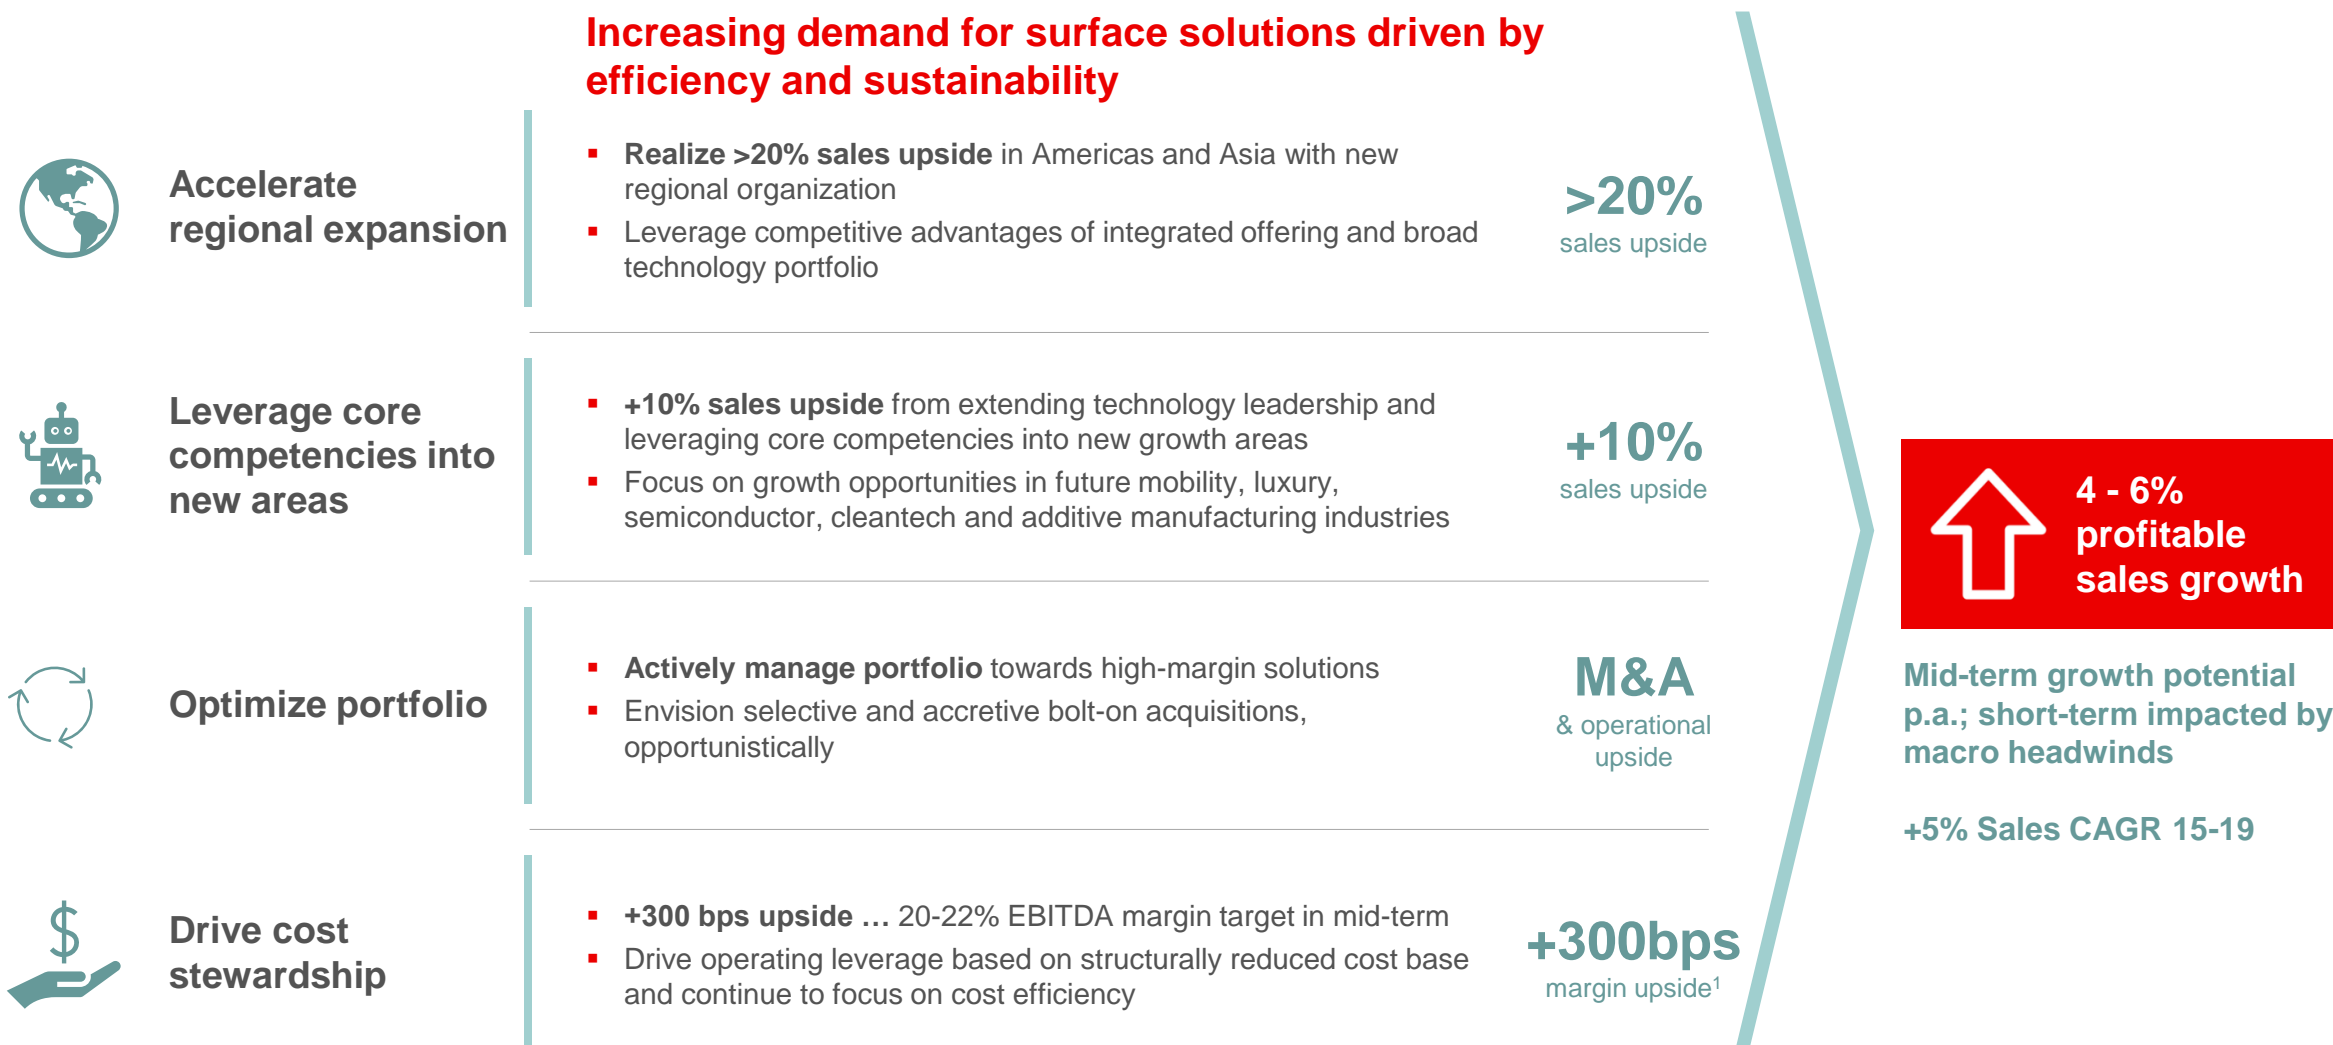 Increasing demand for surface solutions driven by
efficiency and sustainability
Accelerate
regional expansion
▪ Realize >20% sales upside in Americas and Asia with new
regional organization
▪ Leverage competitive advantages of integrated offering and broad
technology portfolio
>20%
sales upside
Leverage core
competencies into
new areas
▪ +10% sales upside from extending technology leadership and
leveraging core competencies into new growth areas
▪ Focus on growth opportunities in future mobility, luxury,
semiconductor, cleantech and additive manufacturing industries
+10%
sales upside
Optimize portfolio
▪ Actively manage portfolio towards high-margin solutions
▪ Envision selective and accretive bolt-on acquisitions,
opportunistically
M&A
& operational
upside
Drive cost
stewardship
▪ +300 bps upside … 20-22% EBITDA margin target in mid-term
▪ Drive operating leverage based on structurally reduced cost base
and continue to focus on cost efficiency
+300bps
margin upside¹
4 - 6%
profitable
sales growth
Mid-term growth potential
p.a.; short-term impacted by
macro headwinds
+5% Sales CAGR 15-19